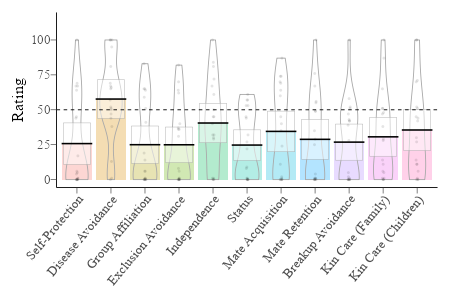 Rating
100
75
50
25
0
Self-Protection
Disease Avoidance
Group Affiliation
Exclusion Avoidance
Independence
Status
Mate Acquisition
Mate Retention
Breakup Avoidance
Kin Care (Family)
Kin Care (Children)